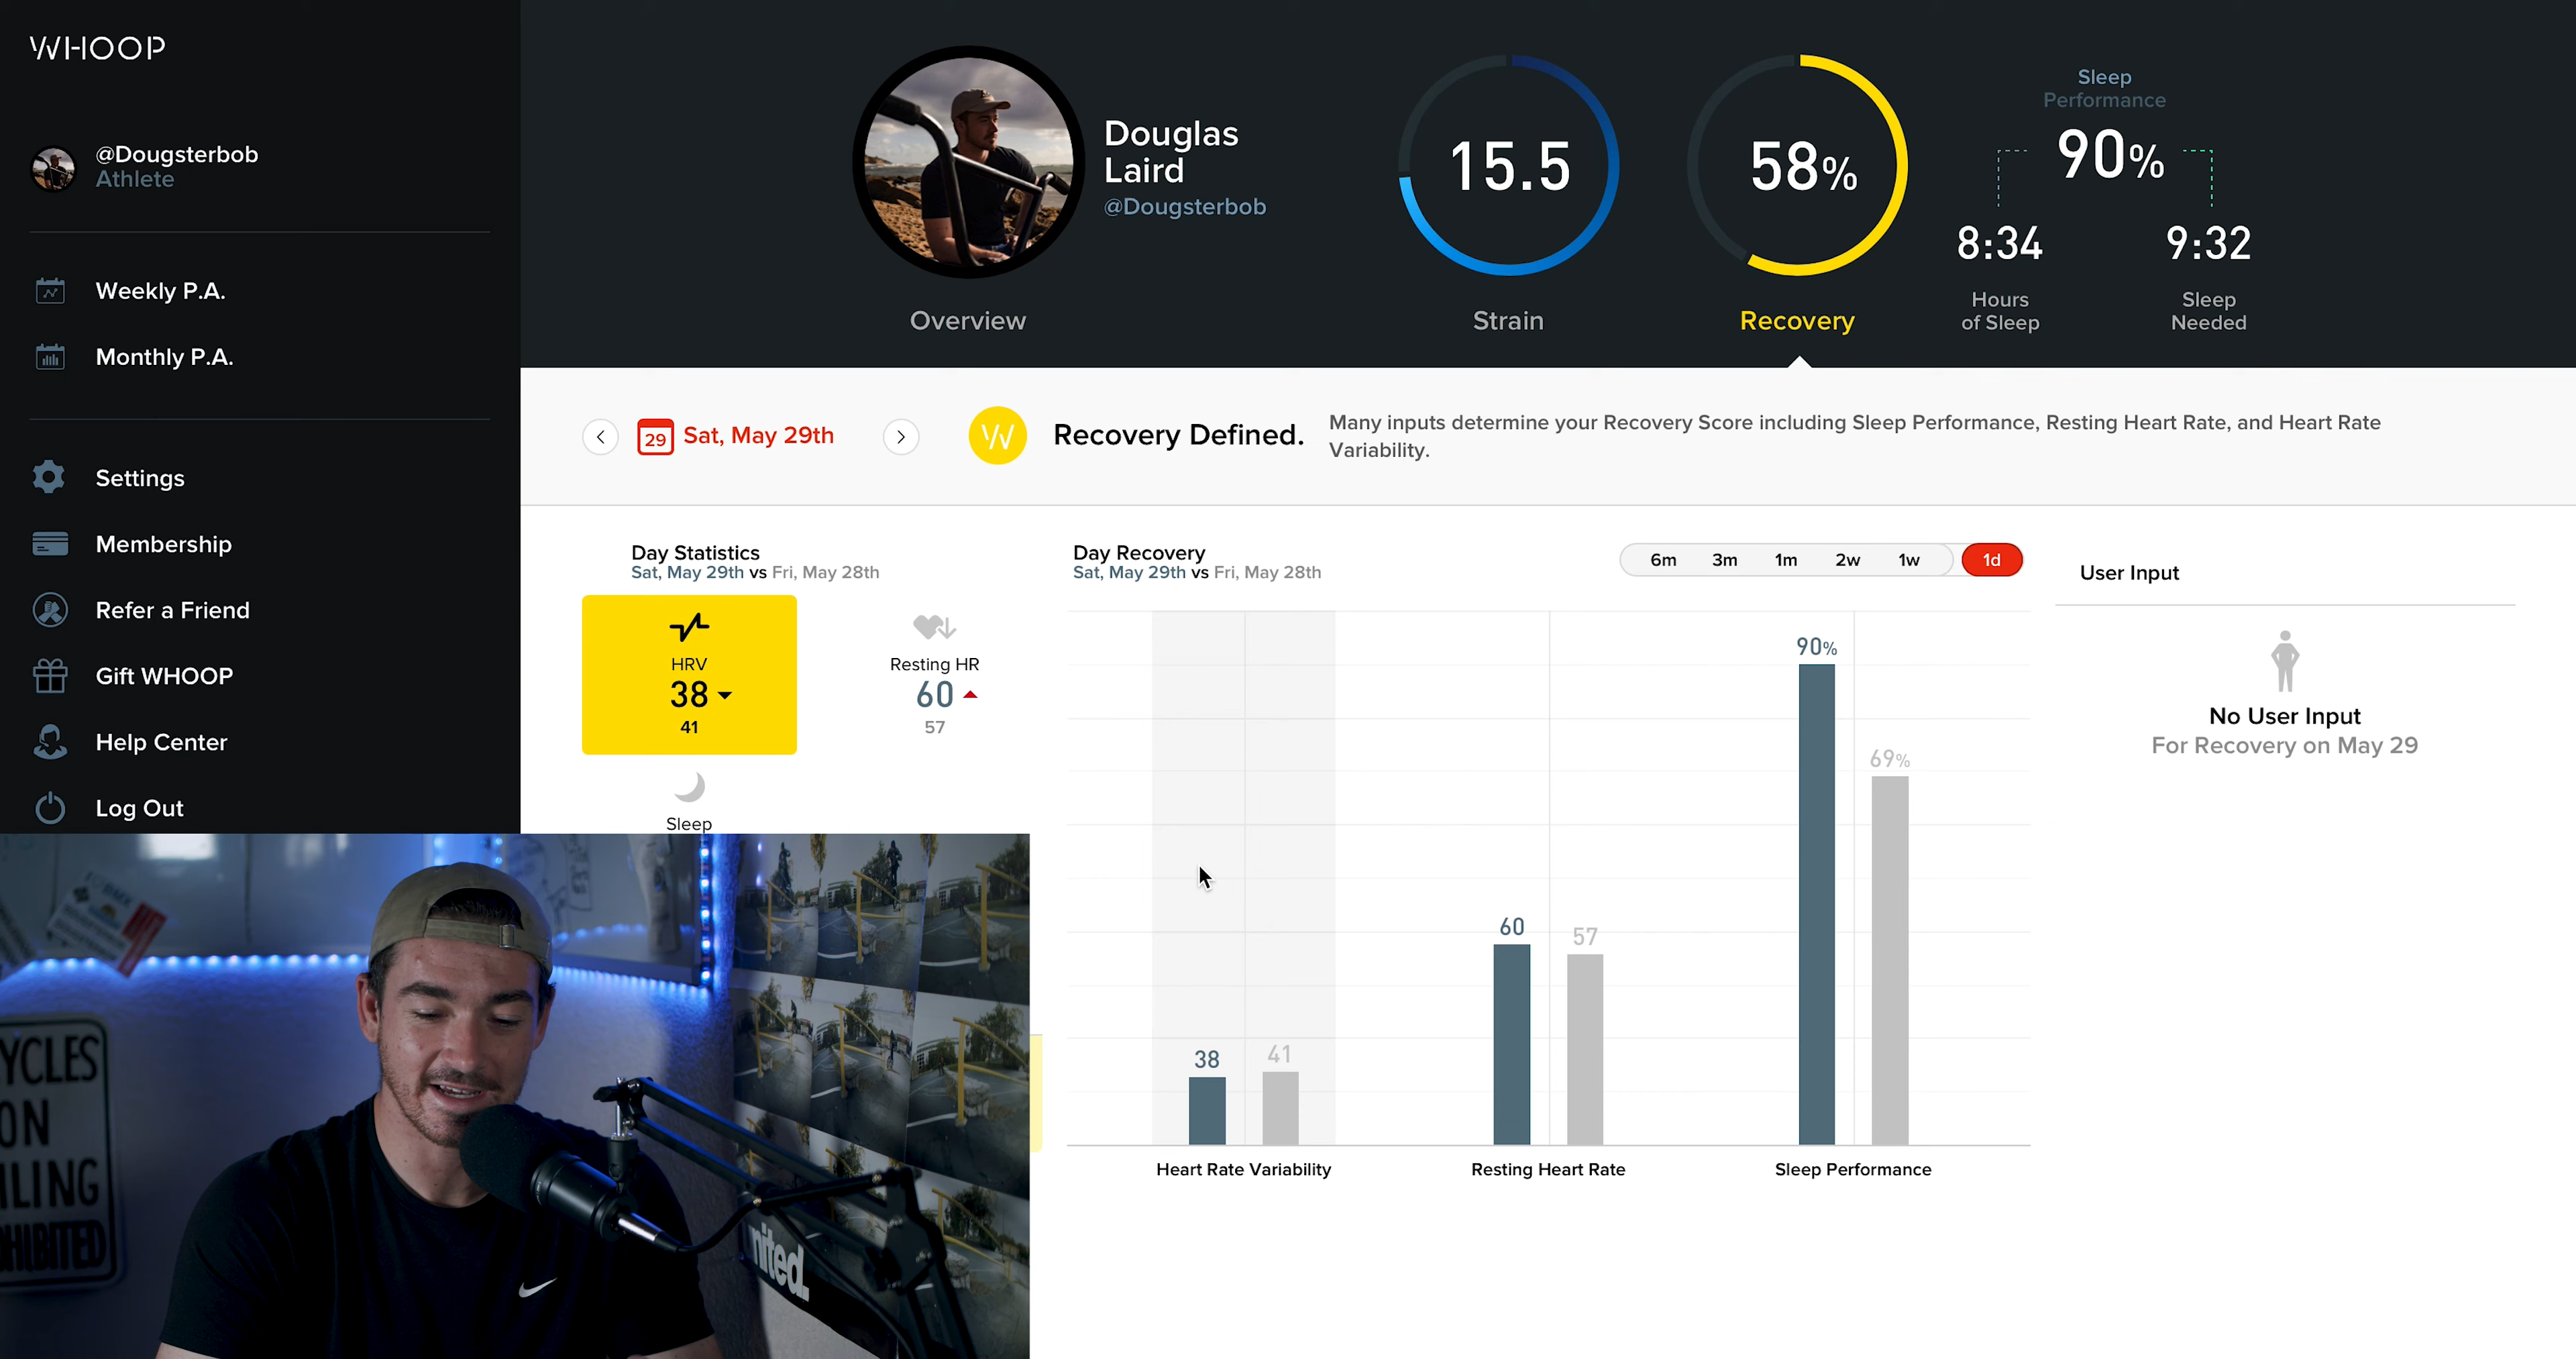 WHOOP
@Dougsterbob
Athlete
Weekly P.A.
Monthly P.A.
Settings
Membership
Refer a Friend
Gift WHOOP
Help Center
Log Out
Douglas
Laird
@Dougsterbob
Overview
15.5
Strain
58%
Recovery
Sleep
Performance
90%
8:34
Hours
of Sleep
9:32
Sleep
Needed
29 Sat, May 29th
Recovery Defined.
Many inputs determine your Recovery Score including Sleep Performance, Resting Heart Rate, and Heart Rate
Variability.
Day Statistics
Sat, May 29th vs Fri, May 28th
HRV
38
41
Resting HR
60
57
Sleep
Day Recovery
Sat, May 29th vs Fri, May 28th
6m 3m 1m 2w 1w 1d
38 41
60 57
90% 69%
Heart Rate Variability Resting Heart Rate Sleep Performance
User Input
No User Input
For Recovery on May 29
YCLES
ON
ILING
HIBITED
nited.